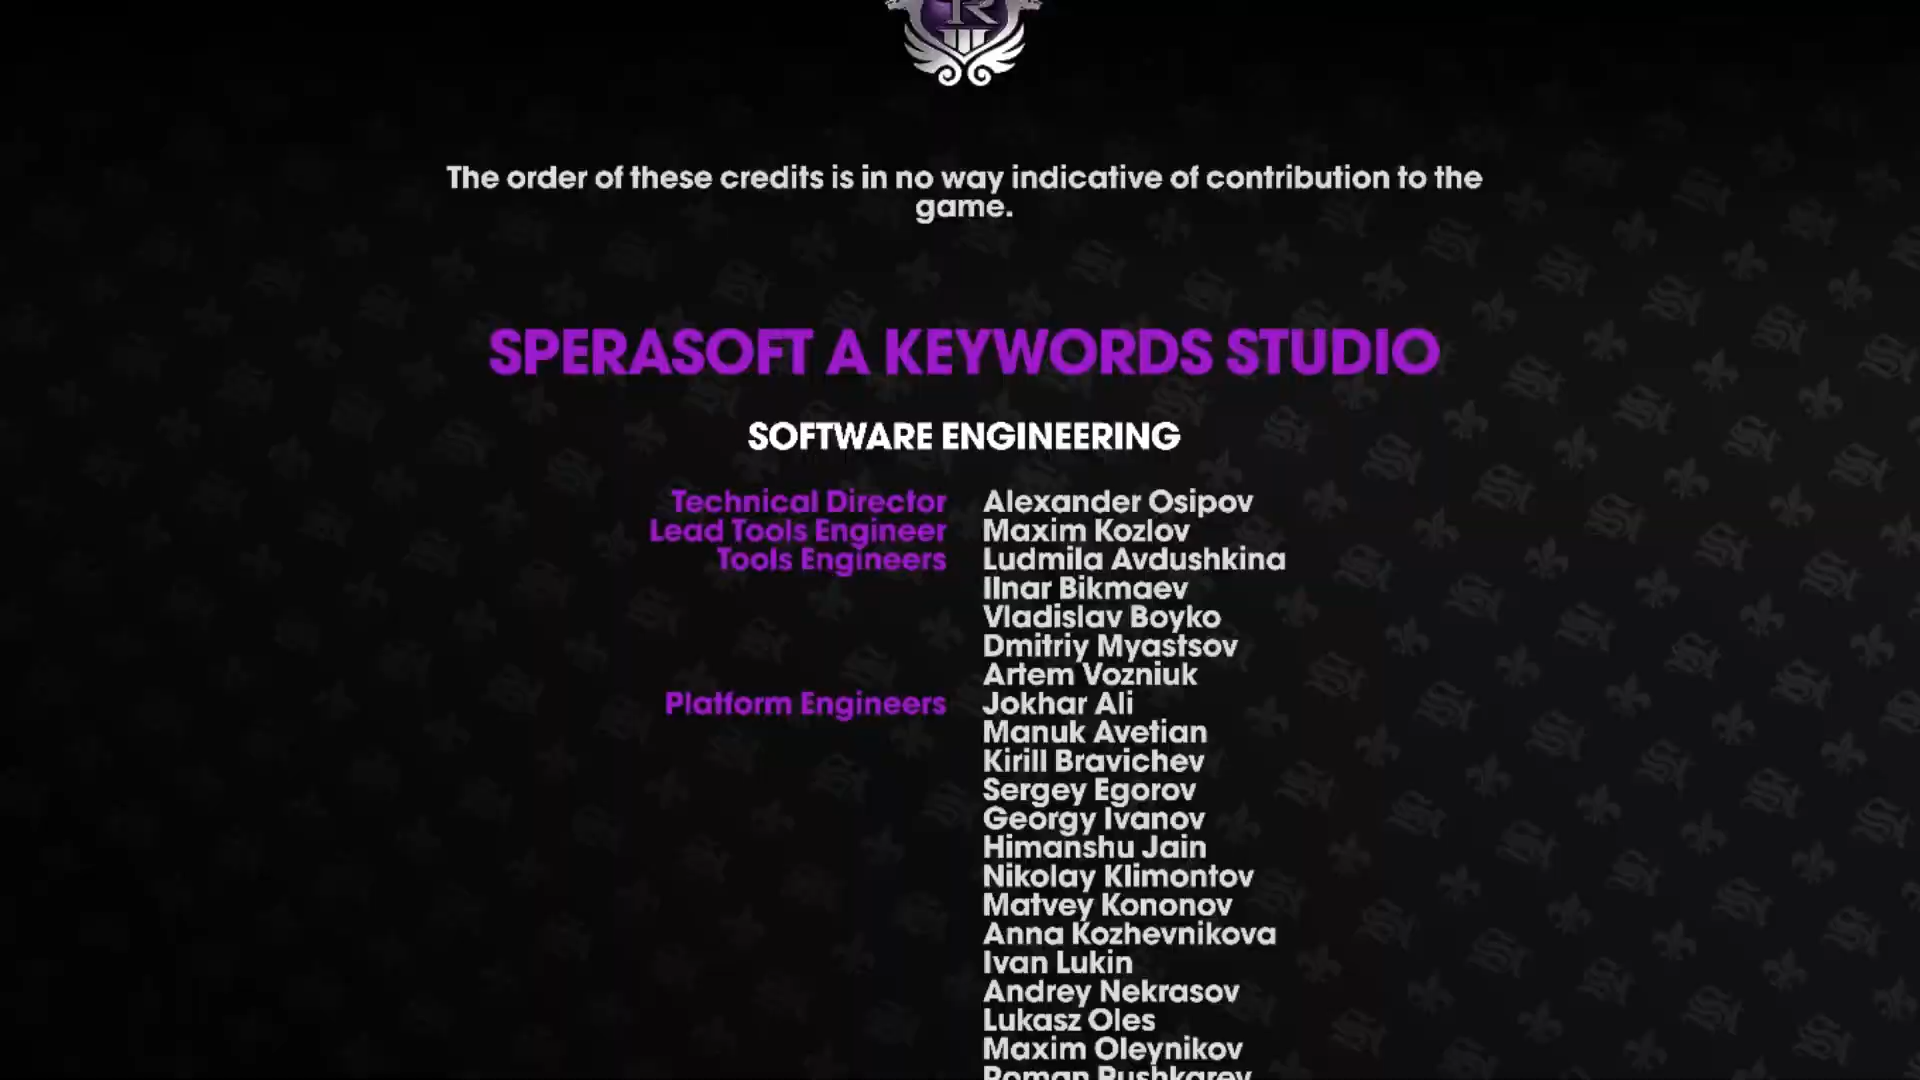 The order of these credits is in no way indicative of contribution to the
game.
SPERASOFT A KEYWORDS STUDIO
SOFTWARE ENGINEERING
Technical Director Alexander Osipov
Lead Tools Engineer Maxim Kozlov
Tools Engineers Ludmila Avdushkina
Ilnar Bikmaev
Vladislav Boyko
Dmitriy Myastsov
Artem Vozniuk
Platform Engineers Jokhar Ali
Manuk Avetian
Kirill Bravichev
Sergey Egorov
Georgy Ivanov
Himanshu Jain
Nikolay Klimontov
Matvey Kononov
Anna Kozhevnikova
Ivan Lukin
Andrey Nekrasov
Lukasz Oles
Maxim Oleynikov
Roman Pushkarev